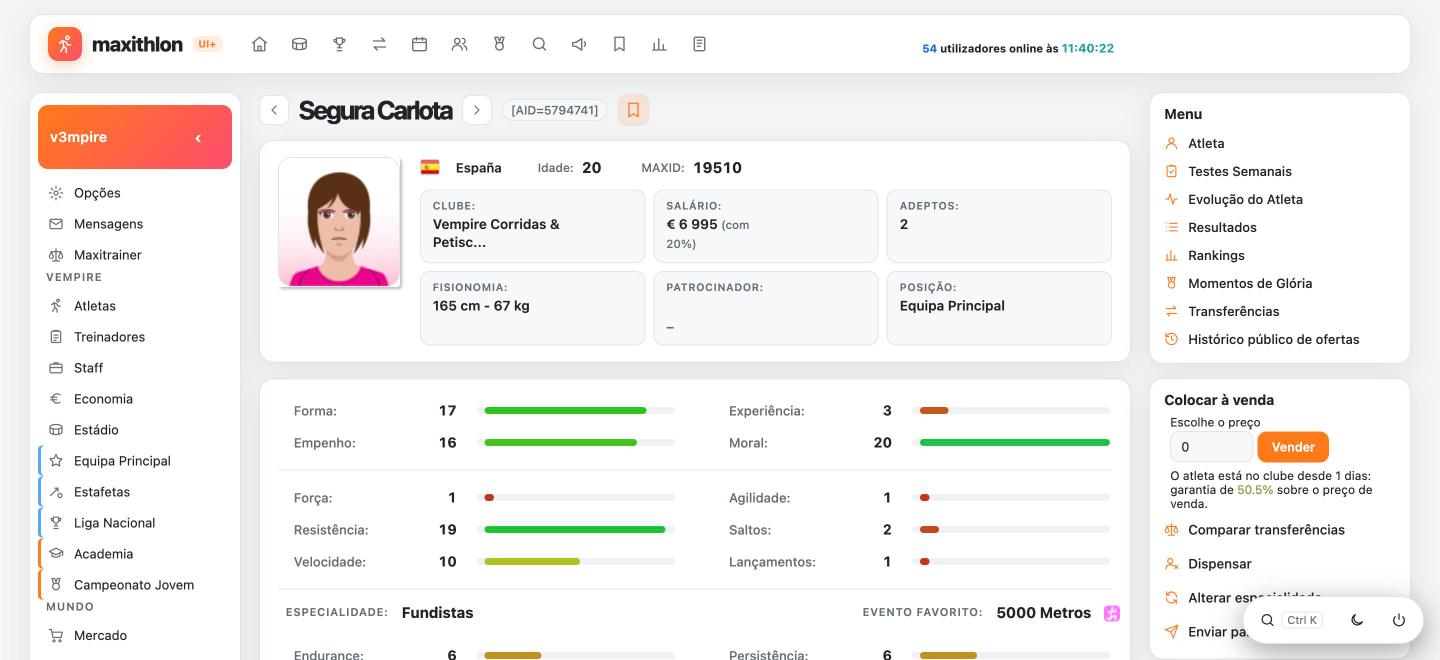 maxithlon UI+
54 utilizadores online às 11:40:22
v3mpire
Opções
Mensagens
Maxitrainer
VEMPIRE
Atletas
Treinadores
Staff
Economia
Estádio
Equipa Principal
Estafetas
Liga Nacional
Academia
Campeonato Jovem
MUNDO
Mercado
Segura Carlota [AID=5794741]
España Idade: 20 MAXID: 19510
CLUBE:
Vempire Corridas &
Petisc...
SALÁRIO:
€ 6 995 (com
20%)
ADEPTOS:
2
FISIONOMIA:
165 cm - 67 kg
PATROCINADOR:
–
POSIÇÃO:
Equipa Principal
Forma: 17 Experiência: 3
Empenho: 16 Moral: 20
Força: 1 Agilidade: 1
Resistência: 19 Saltos: 2
Velocidade: 10 Lançamentos: 1
ESPECIALIDADE: Fundistas EVENTO FAVORITO: 5000 Metros
Endurance: 6 Persistência: 6
Menu
Atleta
Testes Semanais
Evolução do Atleta
Resultados
Rankings
Momentos de Glória
Transferências
Histórico público de ofertas
Colocar à venda
Escolhe o preço
0 Vender
O atleta está no clube desde 1 dias:
garantia de 50.5% sobre o preço de
venda.
Comparar transferências
Dispensar
Alterar especialidade
Enviar
Ctrl K